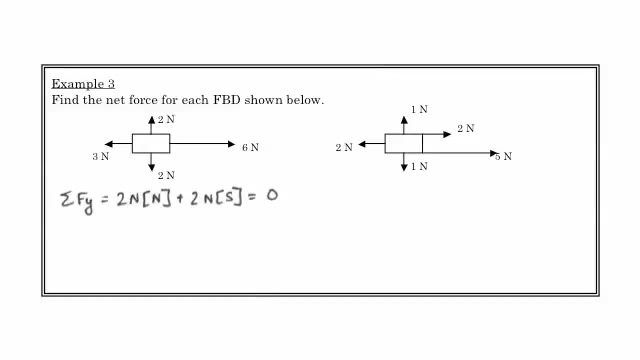 Example 3
Find the net force for each FBD shown below.
2 N
3 N
6 N
2 N
1 N
2 N
2 N
5 N
1 N
ΣFy = 2N[N] + 2N[S] = 0